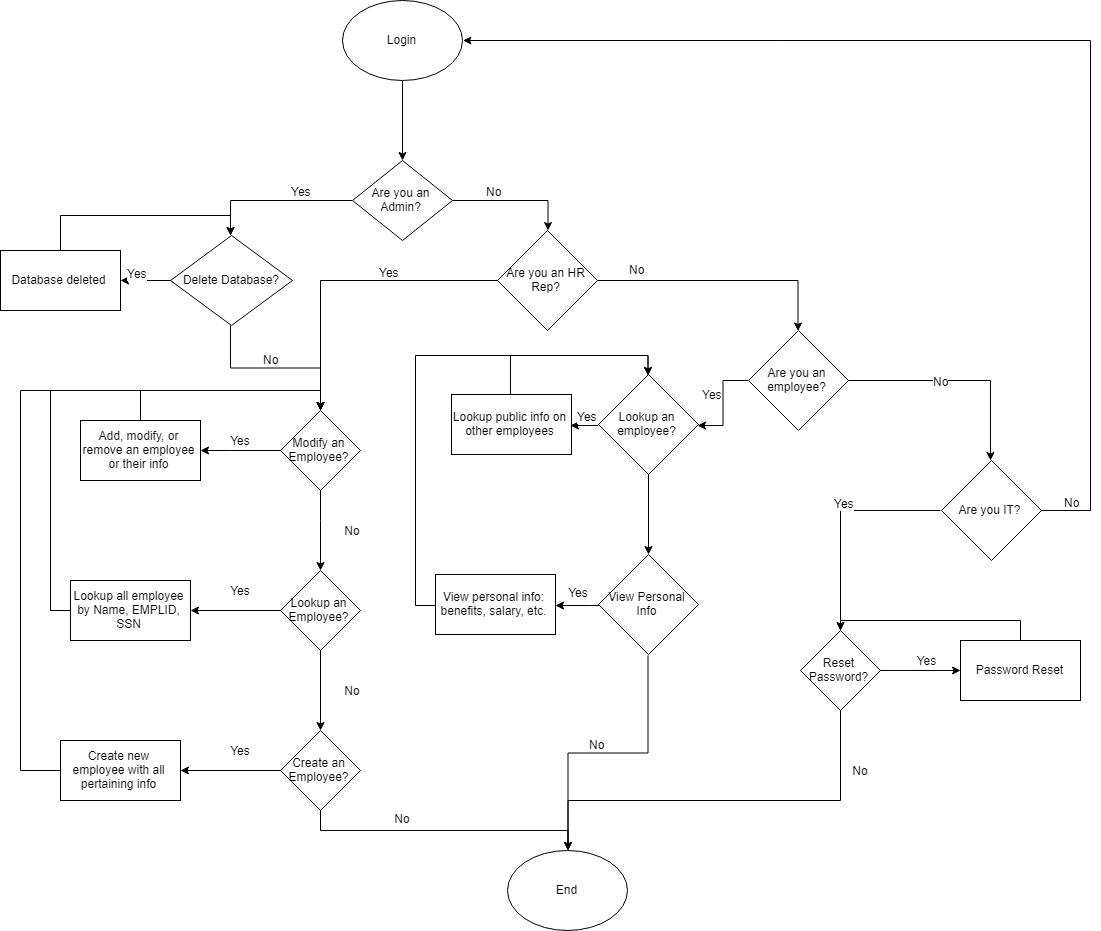 Login
Yes
Are you an
Admin?
No
Database deleted
Yes
Delete Database?
Yes
Are you an HR
Rep?
No
No
Are you an
employee?
No
Yes
Lookup public info on
other employees
Yes
Lookup an
employee?
Add, modify, or
remove an employee
or their info
Yes
Modify an
Employee?
Yes
Are you IT?
No
No
Lookup all employee
by Name, EMPLID,
SSN
Yes
Lookup an
Employee?
View personal info:
benefits, salary, etc.
Yes
View Personal
Info
Reset
Password?
Yes
Password Reset
No
Create new
employee with all
pertaining info
Yes
Create an
Employee?
No
No
No
End